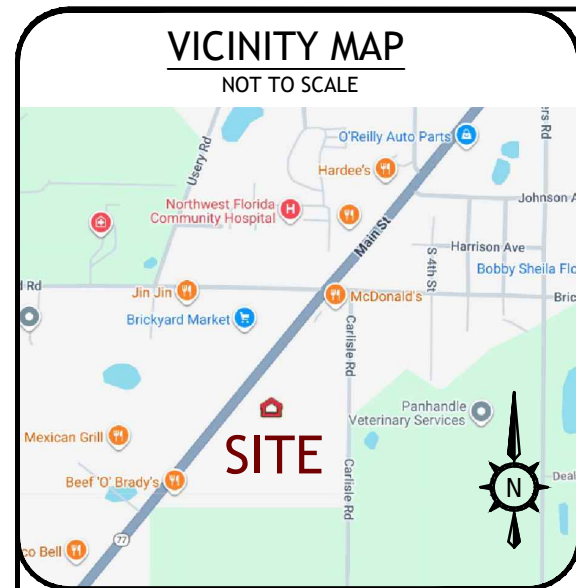 VICINITY MAP
NOT TO SCALE
Usery Rd
ers Rd
O'Reilly Auto Parts
Hardee's
Northwest Florida
Community Hospital
H
Johnson A
Main St
S 4th St
Harrison Ave
Bobby Sheila Flo
d Rd
Jin Jin
McDonald's
Bric
Brickyard Market
Carlisle Rd
Panhandle
Veterinary Services
Mexican Grill
SITE
Beef 'O' Brady's
Carlisle Rd
N
Deal
77
co Bell